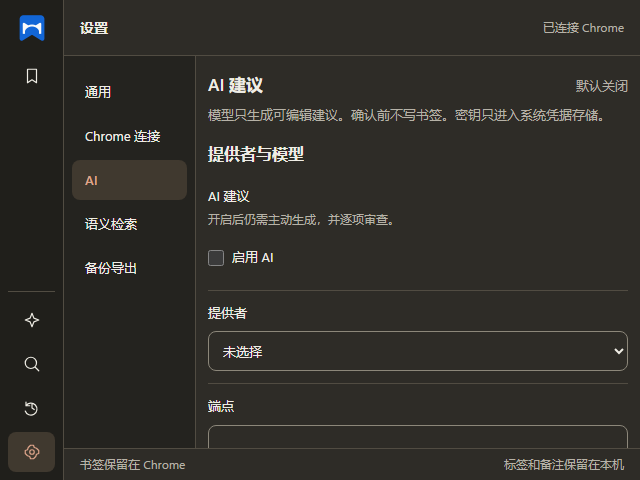 设置
已连接 Chrome
通用
Chrome 连接
AI
语义检索
备份导出
AI 建议
默认关闭
模型只生成可编辑建议。确认前不写书签。密钥只进入系统凭据存储。
提供者与模型
AI 建议
开启后仍需主动生成，并逐项审查。
启用 AI
提供者
未选择
端点
书签保留在 Chrome
标签和备注保留在本机